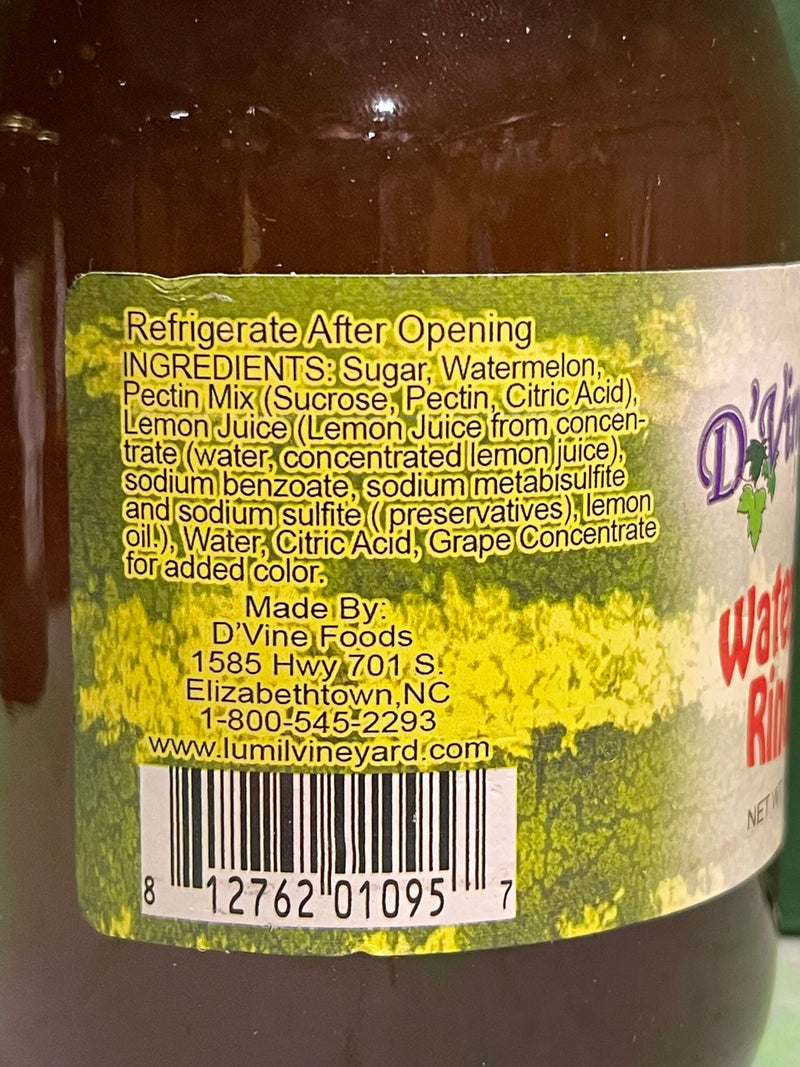 Refrigerate After Opening
INGREDIENTS: Sugar, Watermelon,
Pectin Mix (Sucrose, Pectin, Citric Acid),
Lemon Juice (Lemon Juice from concen-
trate (water, concentrated lemon juice),
sodium benzoate, sodium metabisulfite
and sodium sulfite ( preservatives), lemon
oil.), Water, Citric Acid, Grape Concentrate
for added color.
Made By:
D'Vine Foods
1585 Hwy 701 S.
Elizabethtown,NC
1-800-545-2293
www.lumilvineyard.com
8 12762 01095 7
NET